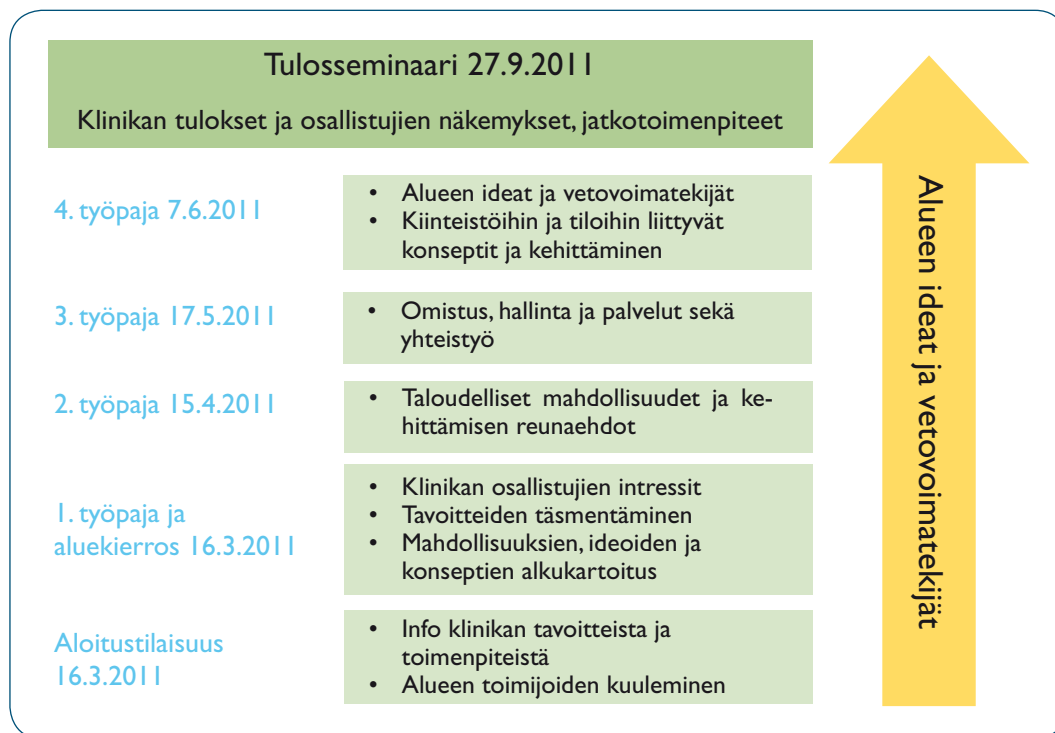 Tulosseminaari 27.9.2011
Klinikan tulokset ja osallistujien näkemykset, jatkotoimenpiteet
4. työpaja 7.6.2011
• Alueen ideat ja vetovoimatekijät
• Kiinteistöihin ja tiloihin liittyvät
konseptit ja kehittäminen
3. työpaja 17.5.2011
• Omistus, hallinta ja palvelut sekä
yhteistyö
2. työpaja 15.4.2011
• Taloudelliset mahdollisuudet ja ke-
hittämisen reunaehdot
1. työpaja ja
aluekierros 16.3.2011
• Klinikan osallistujien intressit
• Tavoitteiden täsmentäminen
• Mahdollisuuksien, ideoiden ja
konseptien alkukartoitus
Aloitustilaisuus
16.3.2011
• Info klinikan tavoitteista ja
toimenpiteistä
• Alueen toimijoiden kuuleminen
Alueen ideat ja vetovoimatekijät